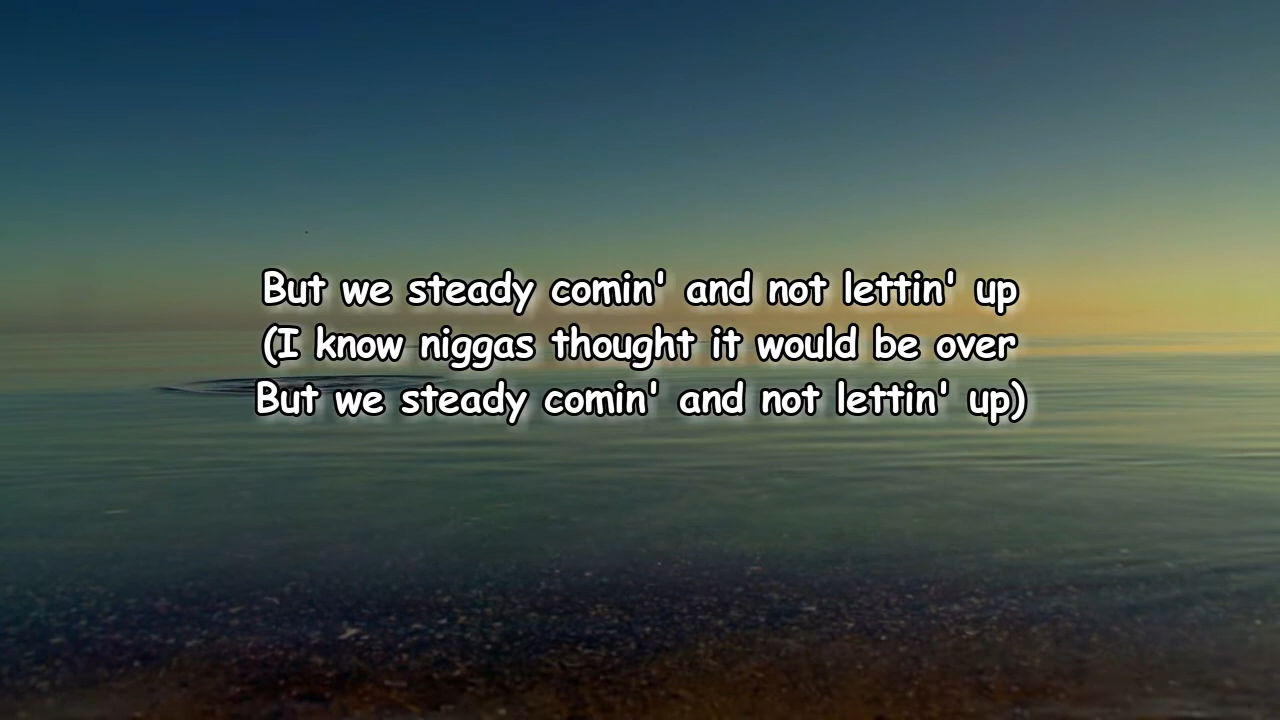 But we steady comin' and not lettin' up
(I know niggas thought it would be over
But we steady comin' and not lettin' up)